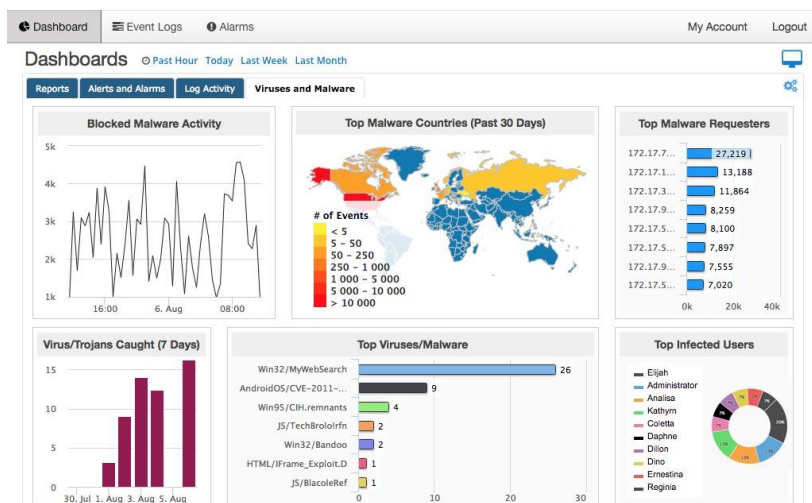 Dashboard Event Logs Alarms My Account Logout
Dashboards Past Hour Today Last Week Last Month
Reports Alerts and Alarms Log Activity Viruses and Malware
Blocked Malware Activity
5k
4k
3k
2k
1k
16:00 6. Aug 08:00
Top Malware Countries (Past 30 Days)
# of Events
< 5
5 - 50
50 - 250
250 - 1 000
1 000 - 5 000
5 000 - 10 000
> 10 000
Top Malware Requesters
172.17.7... 27,219
172.17.1... 13,188
172.17.3... 11,864
172.17.9... 8,259
172.17.5... 8,100
172.17.5... 7,897
172.17.9... 7,555
172.17.5... 7,020
0k 20k 40k
Virus/Trojans Caught (7 Days)
15
10
5
0
30. Jul 1. Aug 3. Aug 5. Aug
Top Viruses/Malware
Win32/MyWebSearch 26
AndroidOS/CVE-2011-... 9
Win95/CIH.remnants 4
JS/TechBrolo!rfn 2
Win32/Bandoo 2
HTML/IFrame_Exploit.D 1
JS/BlacoleRef 1
0 10 20 30
Top Infected Users
Elijah
Administrator
Analisa
Kathyrn
Coletta
Daphne
Dillon
Dino
Ernestina
Reginia